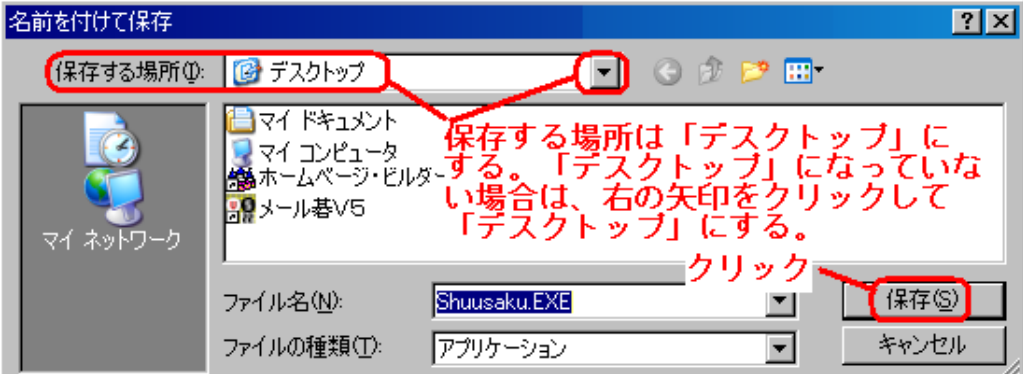 名前を付けて保存
保存する場所(I):
デスクトップ
マイ ドキュメント
マイ コンピュータ
ホームページ・ビルダー
メール碁V5
マイ ネットワーク
保存する場所は「デスクトップ」に
する。「デスクトップ」になっていな
い場合は、右の矢印をクリックして
「デスクトップ」にする。
クリック
ファイル名(N):
Shuusaku.EXE
保存(S)
ファイルの種類(T):
アプリケーション
キャンセル